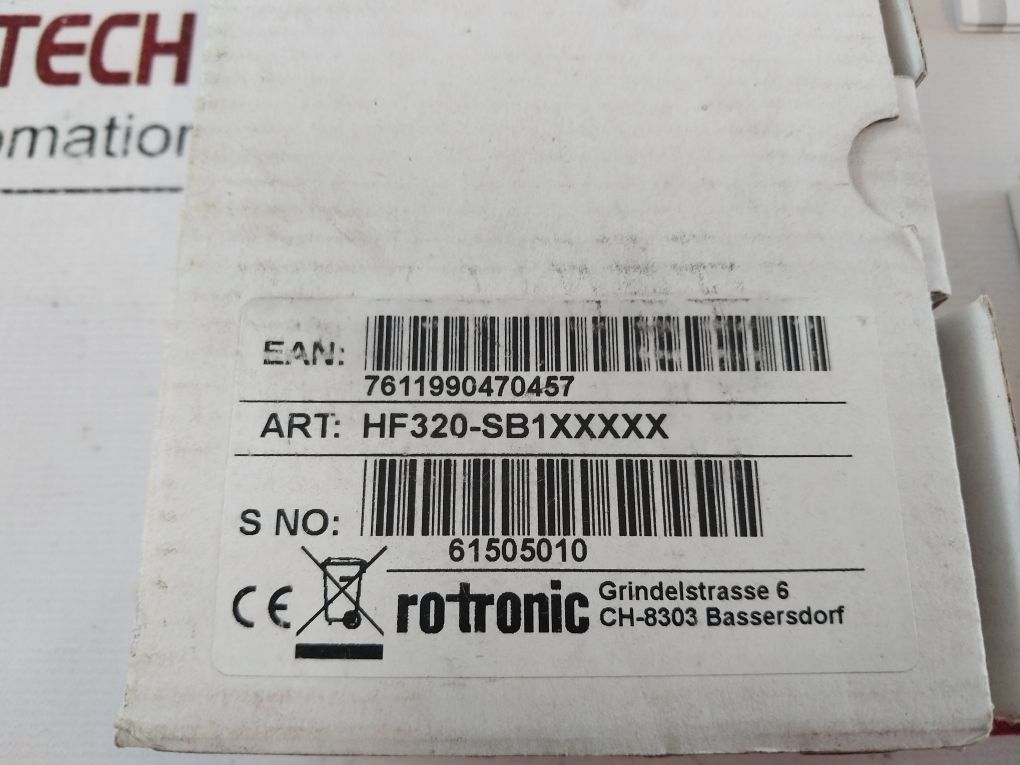 TECH
omation
EAN:
7611990470457
ART: HF320-SB1XXXXX
S NO:
61505010
CE
rotronic
Grindelstrasse 6
CH-8303 Bassersdorf